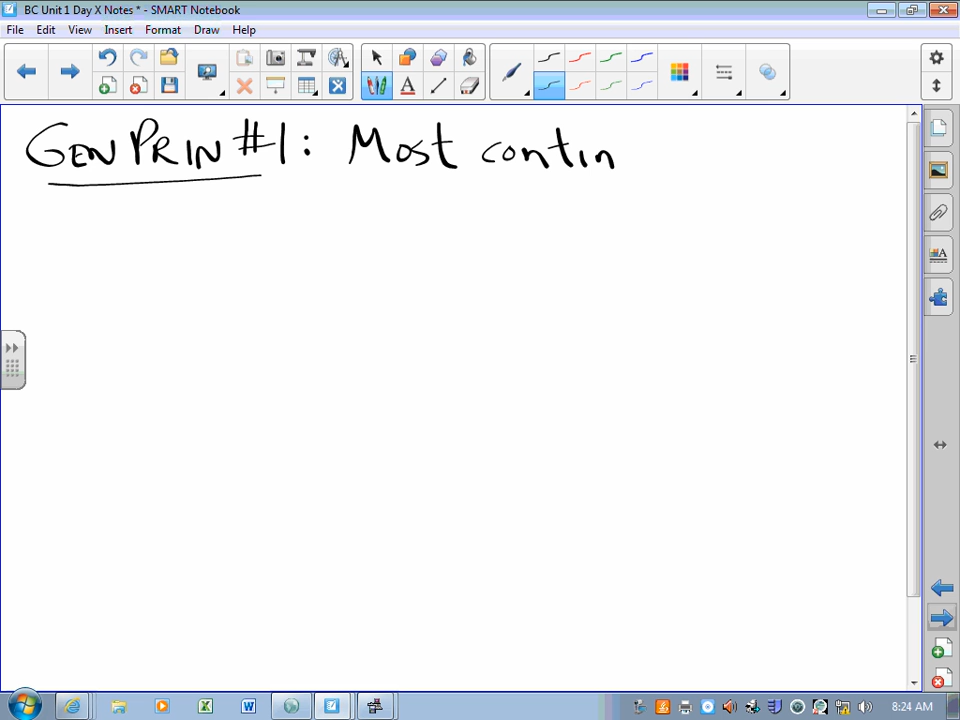 BC Unit 1 Day X Notes * - SMART Notebook
File Edit View Insert Format Draw Help
GEN PRIN #1: Most contin
8:24 AM